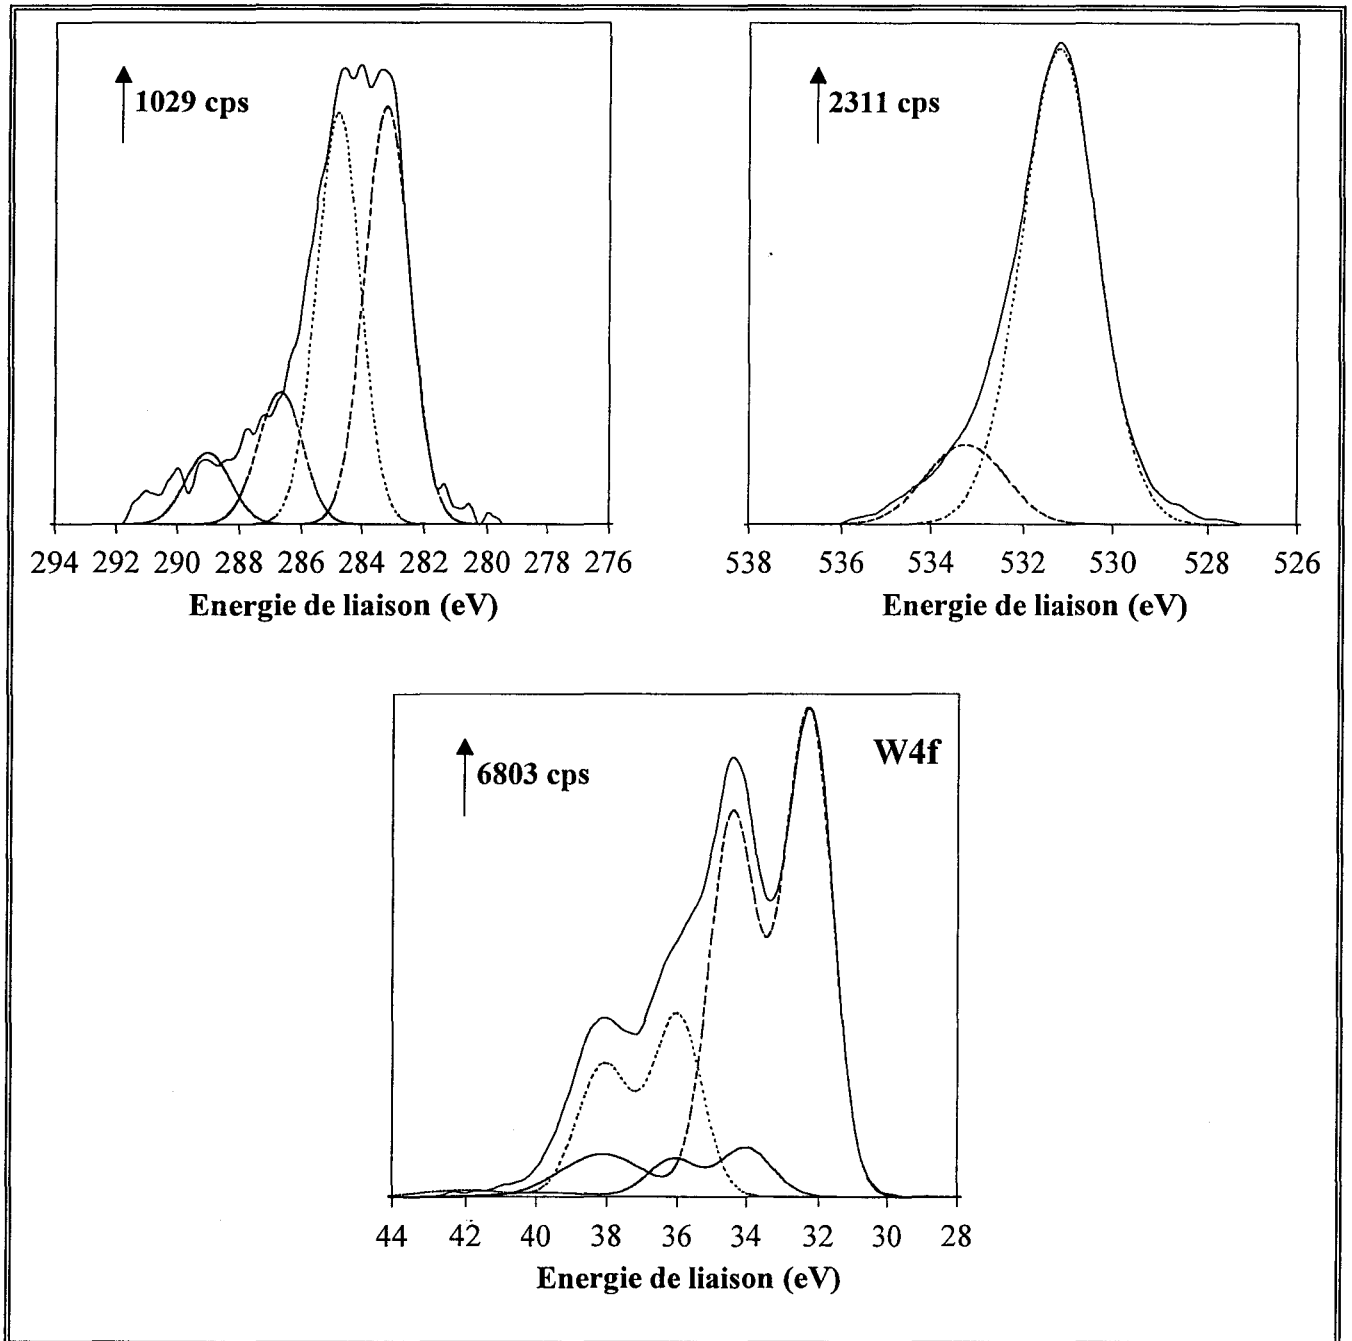 1029 cps
2311 cps
294 292 290 288 286 284 282 280 278 276
538 536 534 532 530 528 526
Energie de liaison (eV)
Energie de liaison (eV)
W4f
6803 cps
44 42 40 38 36 34 32 30 28
Energie de liaison (eV)